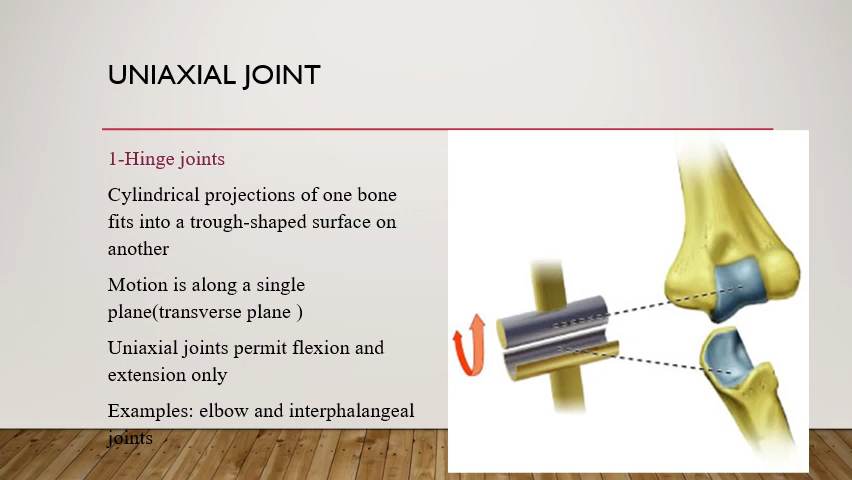 UNIAXIAL JOINT
1-Hinge joints
Cylindrical projections of one bone
fits into a trough-shaped surface on
another
Motion is along a single
plane(transverse plane )
Uniaxial joints permit flexion and
extension only
Examples: elbow and interphalangeal
joints